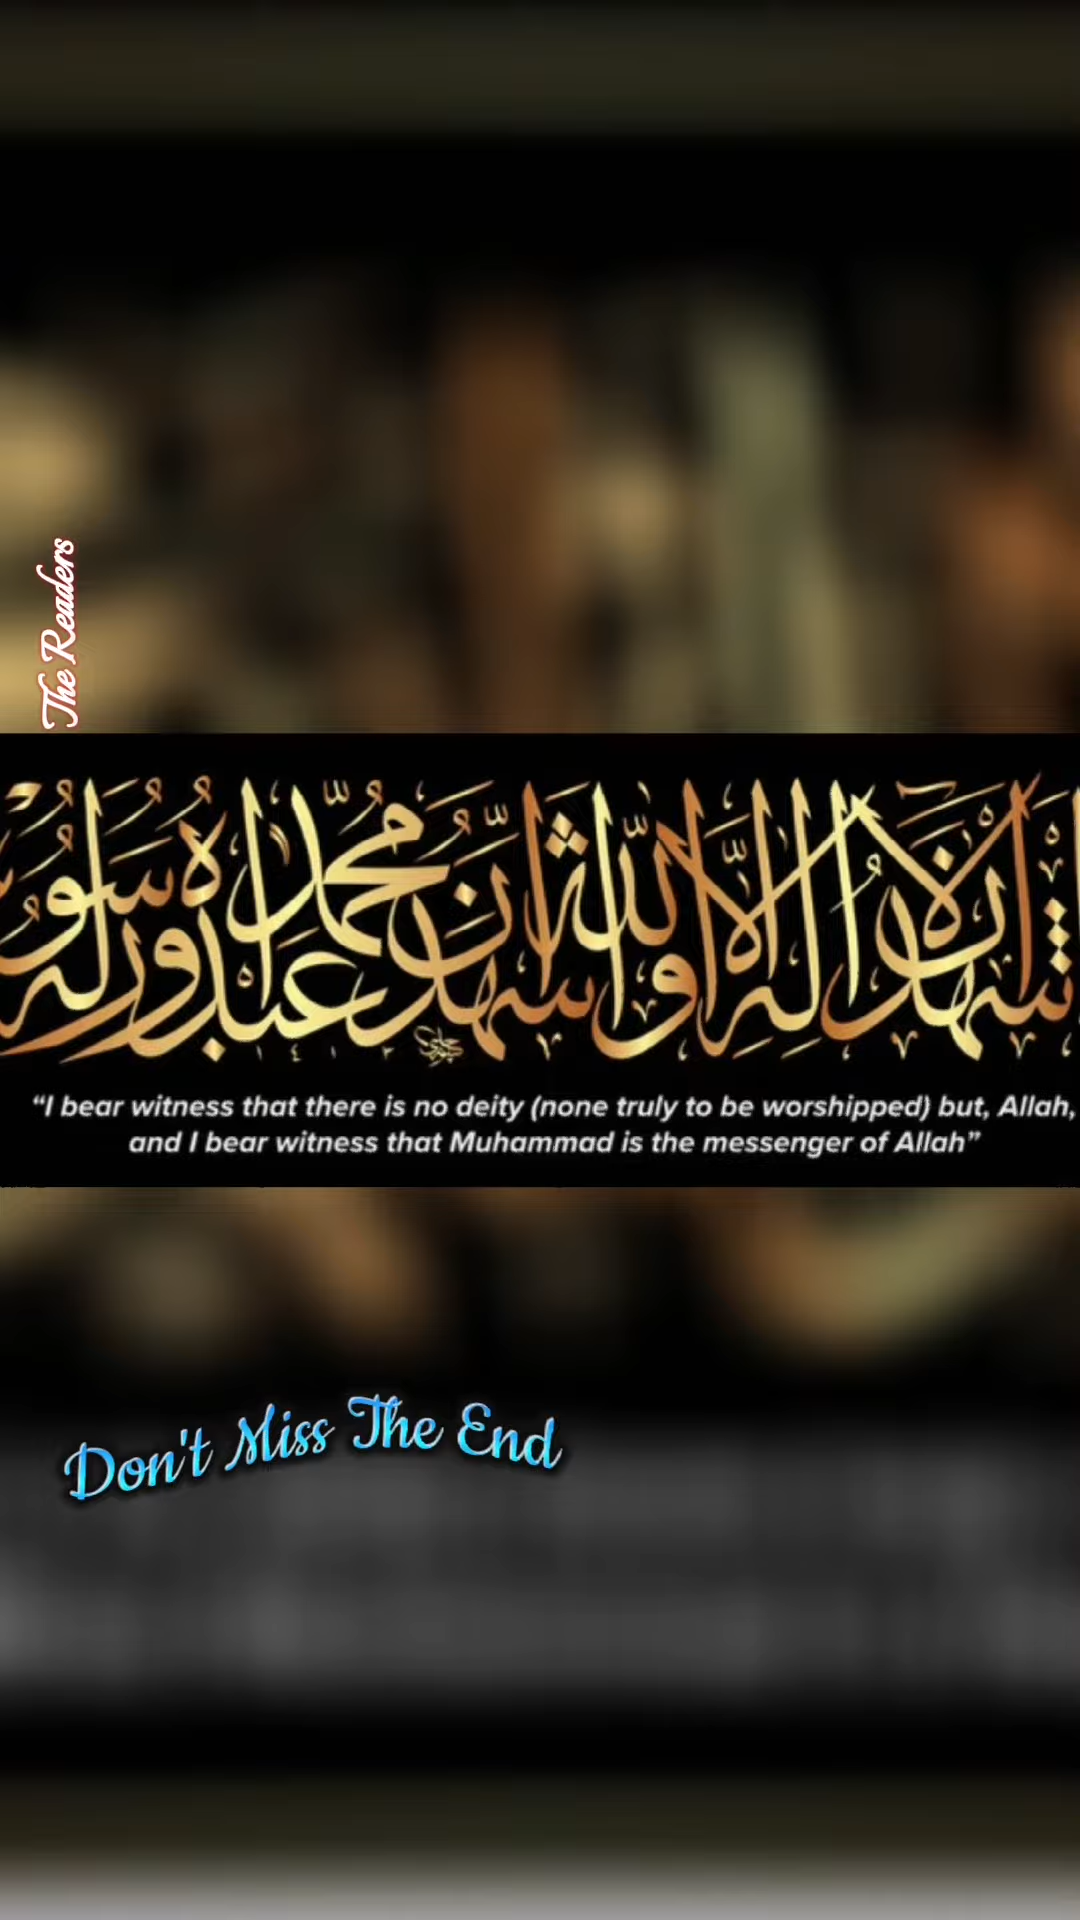 The Readers
أشهد أن لا إله إلا الله وأشهد أن محمدا عبده ورسوله
“I bear witness that there is no deity (none truly to be worshipped) but, Allah,
and I bear witness that Muhammad is the messenger of Allah”
Don't Miss The End